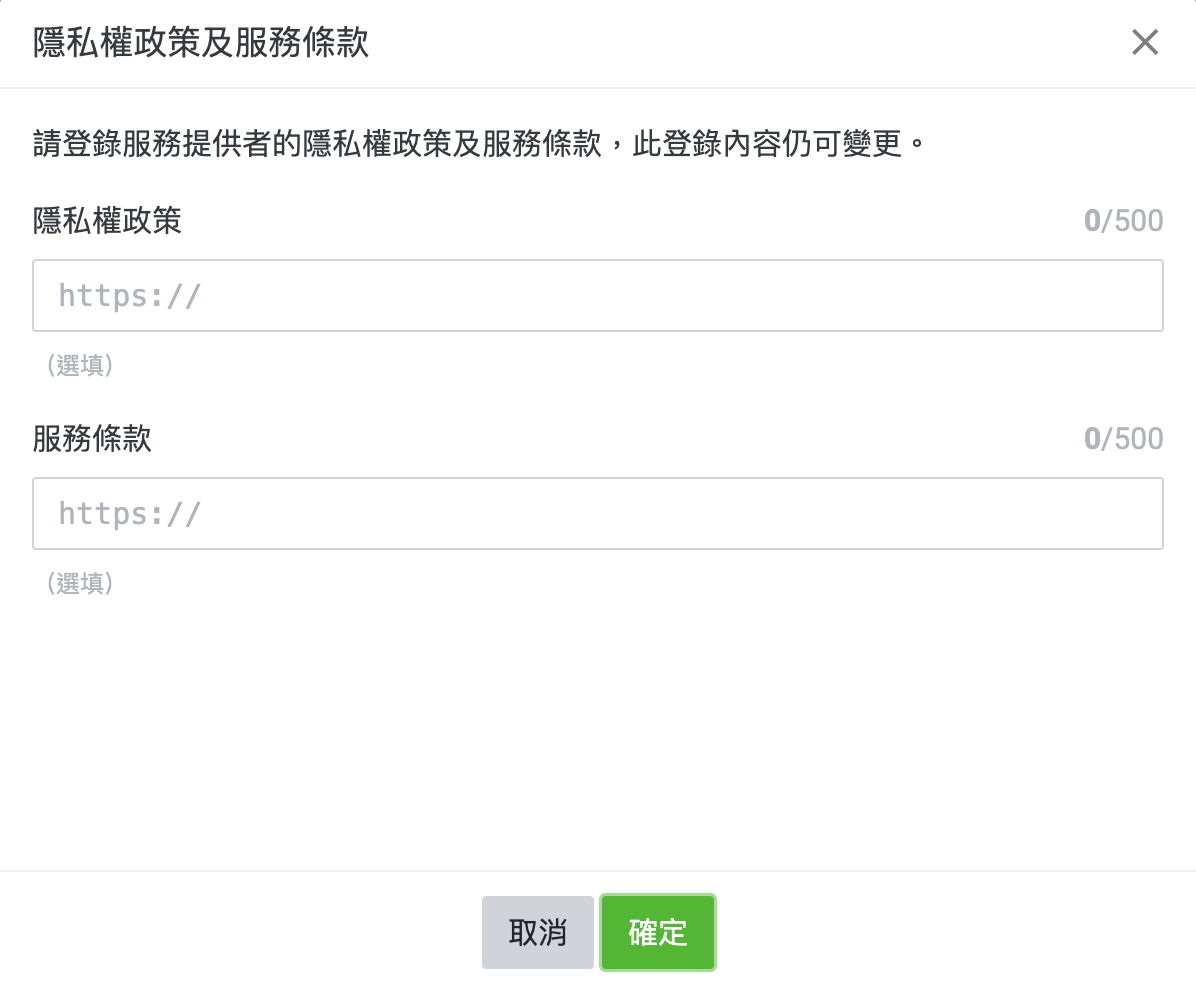 隱私權政策及服務條款
請登錄服務提供者的隱私權政策及服務條款，此登錄內容仍可變更。
隱私權政策 0/500
https://
（選填）
服務條款 0/500
https://
（選填）
取消 確定